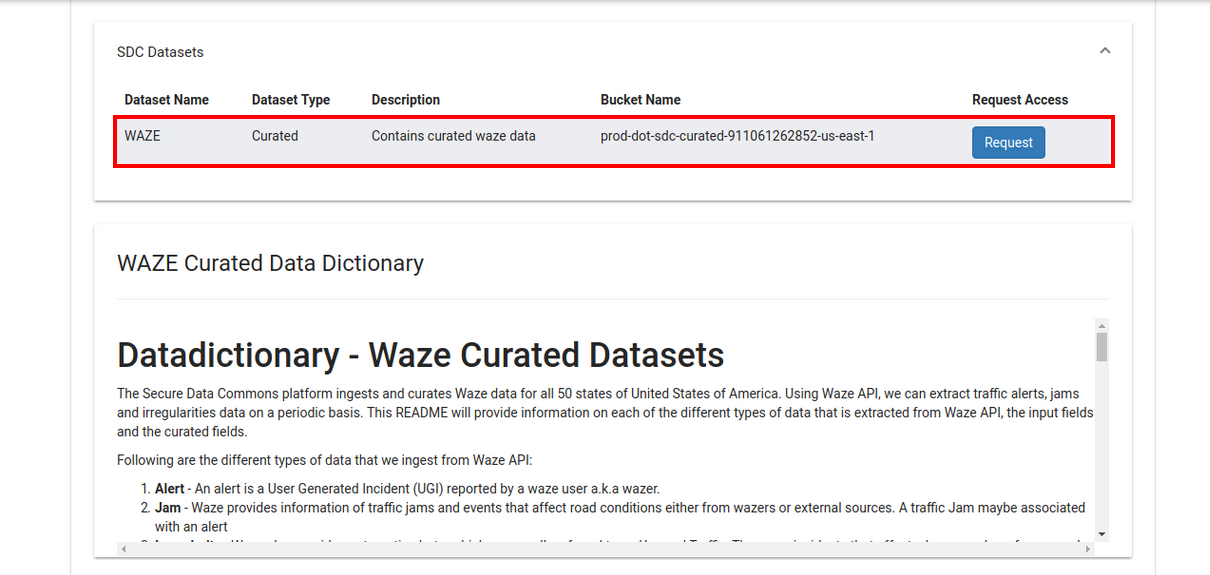 SDC Datasets
Dataset Name Dataset Type Description Bucket Name Request Access
WAZE Curated Contains curated waze data prod-dot-sdc-curated-911061262852-us-east-1 Request
WAZE Curated Data Dictionary
Datadictionary - Waze Curated Datasets
The Secure Data Commons platform ingests and curates Waze data for all 50 states of United States of America. Using Waze API, we can extract traffic alerts, jams
and irregularities data on a periodic basis. This README will provide information on each of the different types of data that is extracted from Waze API, the input fields
and the curated fields.
Following are the different types of data that we ingest from Waze API:
1. Alert - An alert is a User Generated Incident (UGI) reported by a waze user a.k.a wazer.
2. Jam - Waze provides information of traffic jams and events that affect road conditions either from wazers or external sources. A traffic Jam maybe associated
with an alert